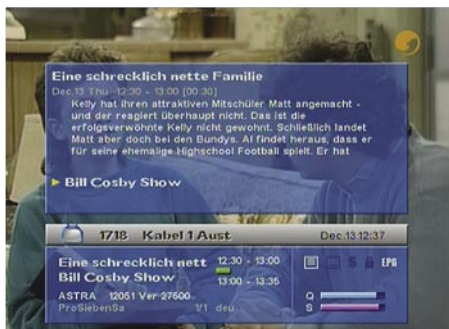 Eine schrecklich nette Familie
Dec.13 Thu 12:30 - 13:00 [00:30]
Kelly hat ihren attraktiven Mitschüler Matt angemacht -
und der reagiert überhaupt nicht. Das ist die
erfolgsverwöhnte Kelly nicht gewohnt. Schließlich landet
Matt aber doch bei den Bundys. Al findet heraus, dass er
für seine ehemalige Highschool Football spielt. Er hat
Bill Cosby Show
1718 Kabel 1 Aust Dec.13 12:37
Eine schrecklich nett 12:30 - 13:00
Bill Cosby Show 13:00 - 13:35
S EPG
ASTRA 12051 Ver 27500 Q
ProSiebenSa 1/1 deu S